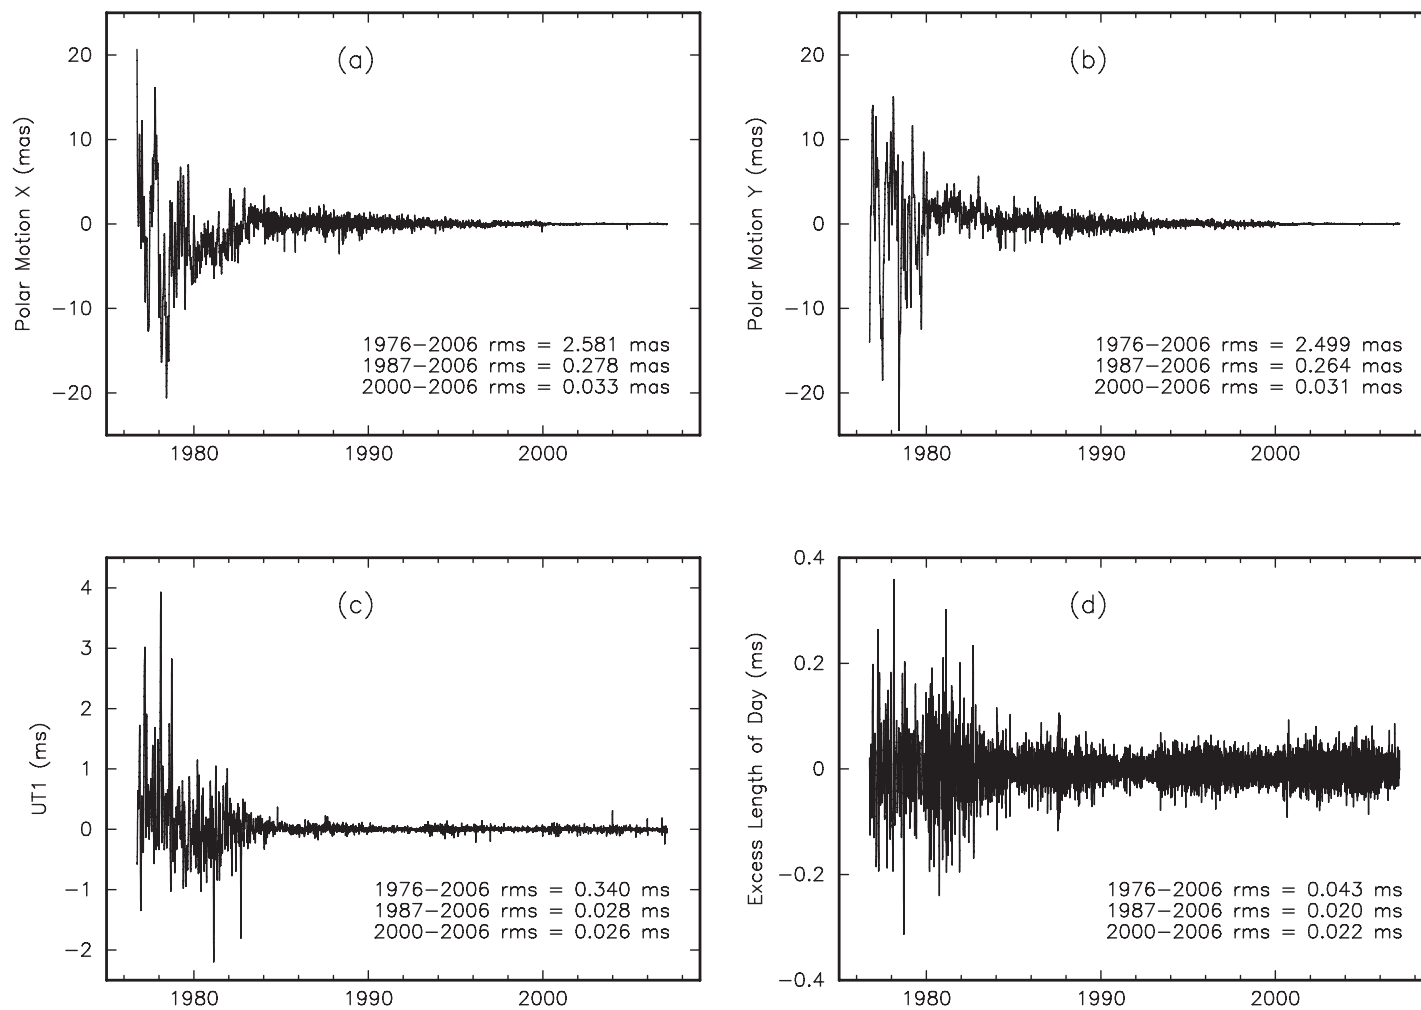 (a)
Polar Motion X (mas)
20
10
0
−10
−20
1976−2006 rms = 2.581 mas
1987−2006 rms = 0.278 mas
2000−2006 rms = 0.033 mas
1980 1990 2000
(b)
Polar Motion Y (mas)
20
10
0
−10
−20
1976−2006 rms = 2.499 mas
1987−2006 rms = 0.264 mas
2000−2006 rms = 0.031 mas
1980 1990 2000
(c)
UT1 (ms)
4
3
2
1
0
−1
−2
1976−2006 rms = 0.340 ms
1987−2006 rms = 0.028 ms
2000−2006 rms = 0.026 ms
1980 1990 2000
(d)
Excess Length of Day (ms)
0.4
0.2
0
−0.2
−0.4
1976−2006 rms = 0.043 ms
1987−2006 rms = 0.020 ms
2000−2006 rms = 0.022 ms
1980 1990 2000